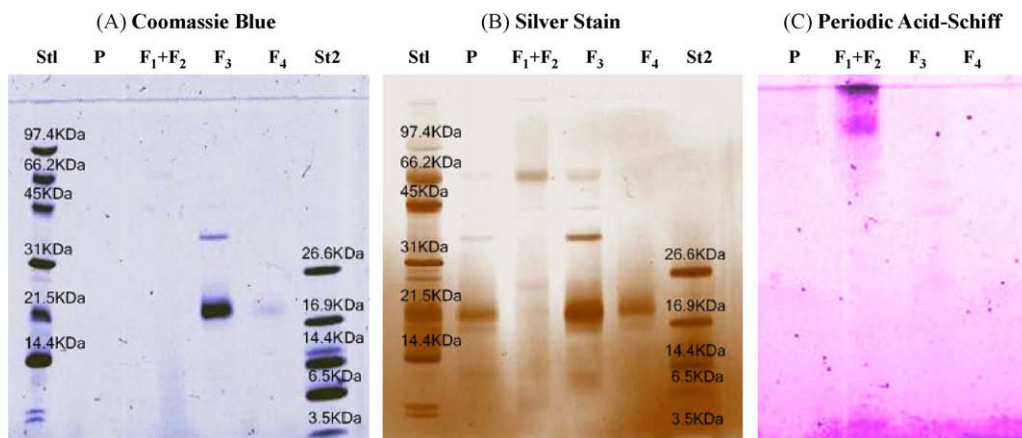 (A) Coomassie Blue
Stl P F₁+F₂ F₃ F₄ St2
97.4KDa
66.2KDa
45KDa
31KDa
21.5KDa
14.4KDa
26.6KDa
16.9KDa
14.4KDa
6.5KDa
3.5KDa
(B) Silver Stain
Stl P F₁+F₂ F₃ F₄ St2
97.4KDa
66.2KDa
45KDa
31KDa
21.5KDa
14.4KDa
26.6KDa
16.9KDa
14.4KDa
6.5KDa
3.5KDa
(C) Periodic Acid-Schiff
P F₁+F₂ F₃ F₄